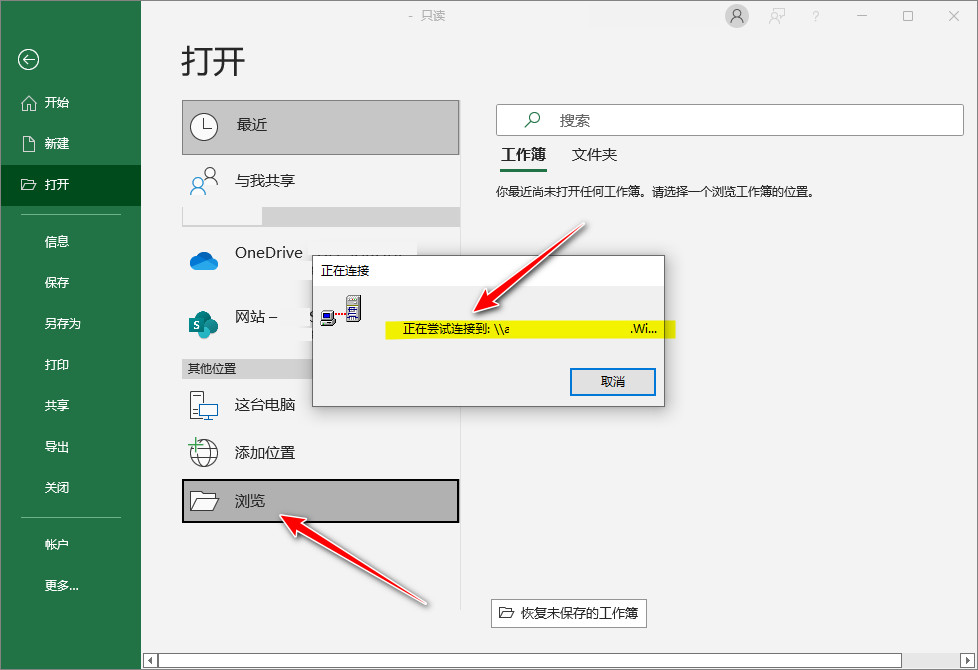 - 只读
?
打开
开始
新建
打开
信息
保存
另存为
打印
共享
导出
关闭
帐户
更多...
最近
与我共享
OneDrive
网站 –
S
其他位置
这台电脑
添加位置
浏览
搜索
工作簿 文件夹
你最近尚未打开任何工作簿。请选择一个浏览工作簿的位置。
正在连接
正在尝试连接到: \\a .Wi...
取消
恢复未保存的工作簿